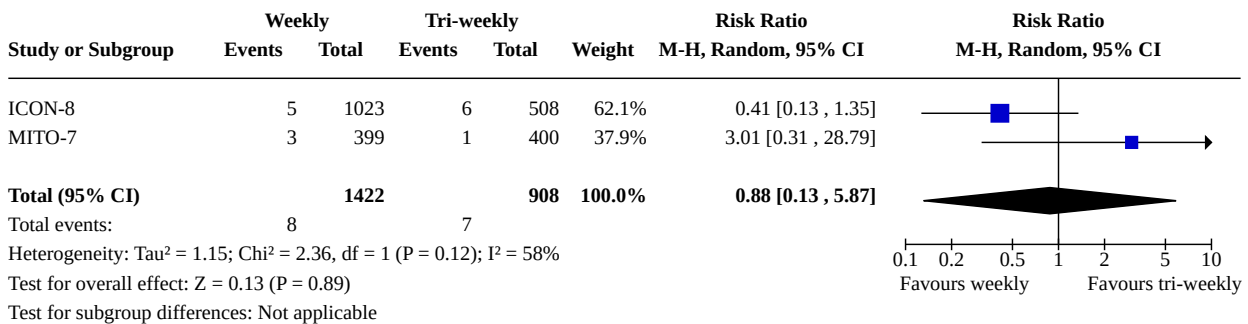 Weekly Tri-weekly Risk Ratio Risk Ratio
Study or Subgroup Events Total Events Total Weight M-H, Random, 95% CI M-H, Random, 95% CI
ICON-8 5 1023 6 508 62.1% 0.41 [0.13 , 1.35]
MITO-7 3 399 1 400 37.9% 3.01 [0.31 , 28.79]
Total (95% CI) 1422 908 100.0% 0.88 [0.13 , 5.87]
Total events: 8 7
Heterogeneity: Tau² = 1.15; Chi² = 2.36, df = 1 (P = 0.12); I² = 58%
0.1 0.2 0.5 1 2 5 10
Test for overall effect: Z = 0.13 (P = 0.89)
Favours weekly Favours tri-weekly
Test for subgroup differences: Not applicable